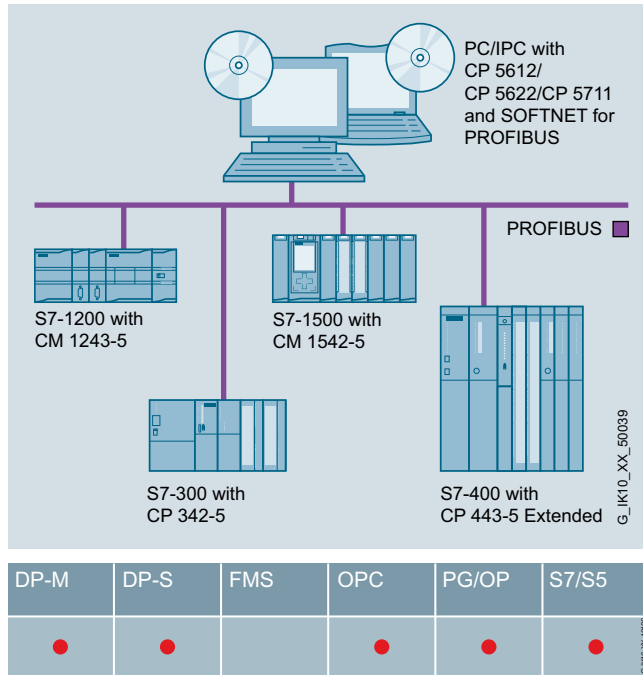 PC/IPC with
CP 5612/
CP 5622/CP 5711
and SOFTNET for
PROFIBUS
PROFIBUS
S7-1200 with
CM 1243-5
S7-1500 with
CM 1542-5
S7-300 with
CP 342-5
S7-400 with
CP 443-5 Extended
G_IK10_XX_50039
DP-M DP-S FMS OPC PG/OP S7/S5